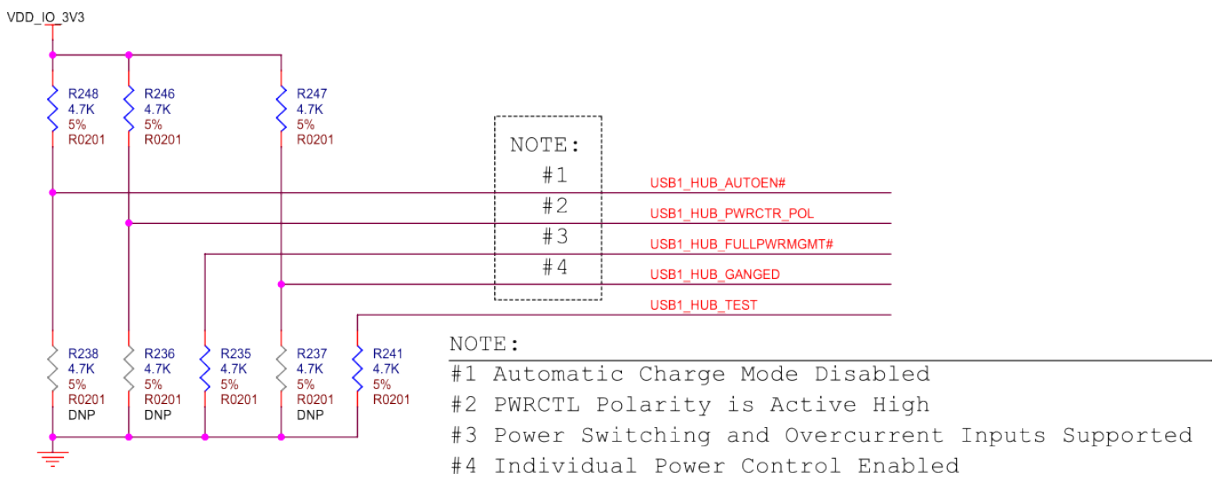 VDD_IO_3V3
R248
4.7K
5%
R0201
R246
4.7K
5%
R0201
R247
4.7K
5%
R0201
NOTE:
#1
#2
#3
#4
USB1_HUB_AUTOEN#
USB1_HUB_PWRCTR_POL
USB1_HUB_FULLPWRMGMT#
USB1_HUB_GANGED
USB1_HUB_TEST
R238
4.7K
5%
R0201
DNP
R236
4.7K
5%
R0201
DNP
R235
4.7K
5%
R0201
R237
4.7K
5%
R0201
DNP
R241
4.7K
5%
R0201
NOTE:
#1 Automatic Charge Mode Disabled
#2 PWRCTL Polarity is Active High
#3 Power Switching and Overcurrent Inputs Supported
#4 Individual Power Control Enabled